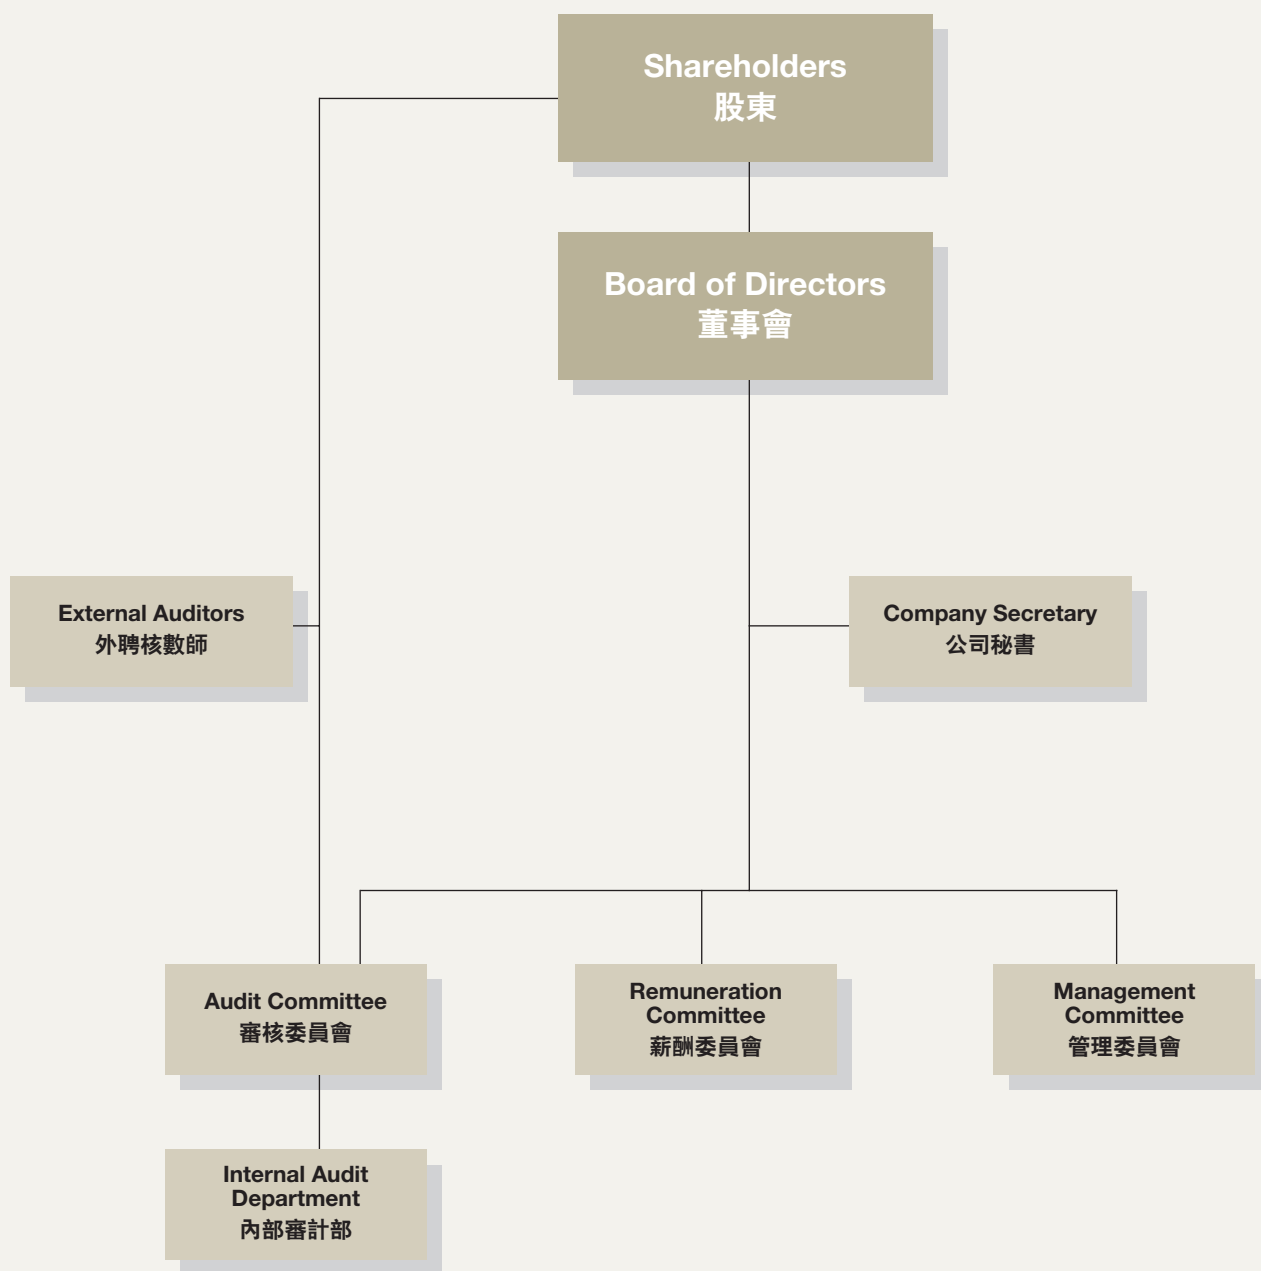 Shareholders
股東
Board of Directors
董事會
External Auditors
外聘核數師
Company Secretary
公司秘書
Audit Committee
審核委員會
Remuneration
Committee
薪酬委員會
Management
Committee
管理委員會
Internal Audit
Department
內部審計部